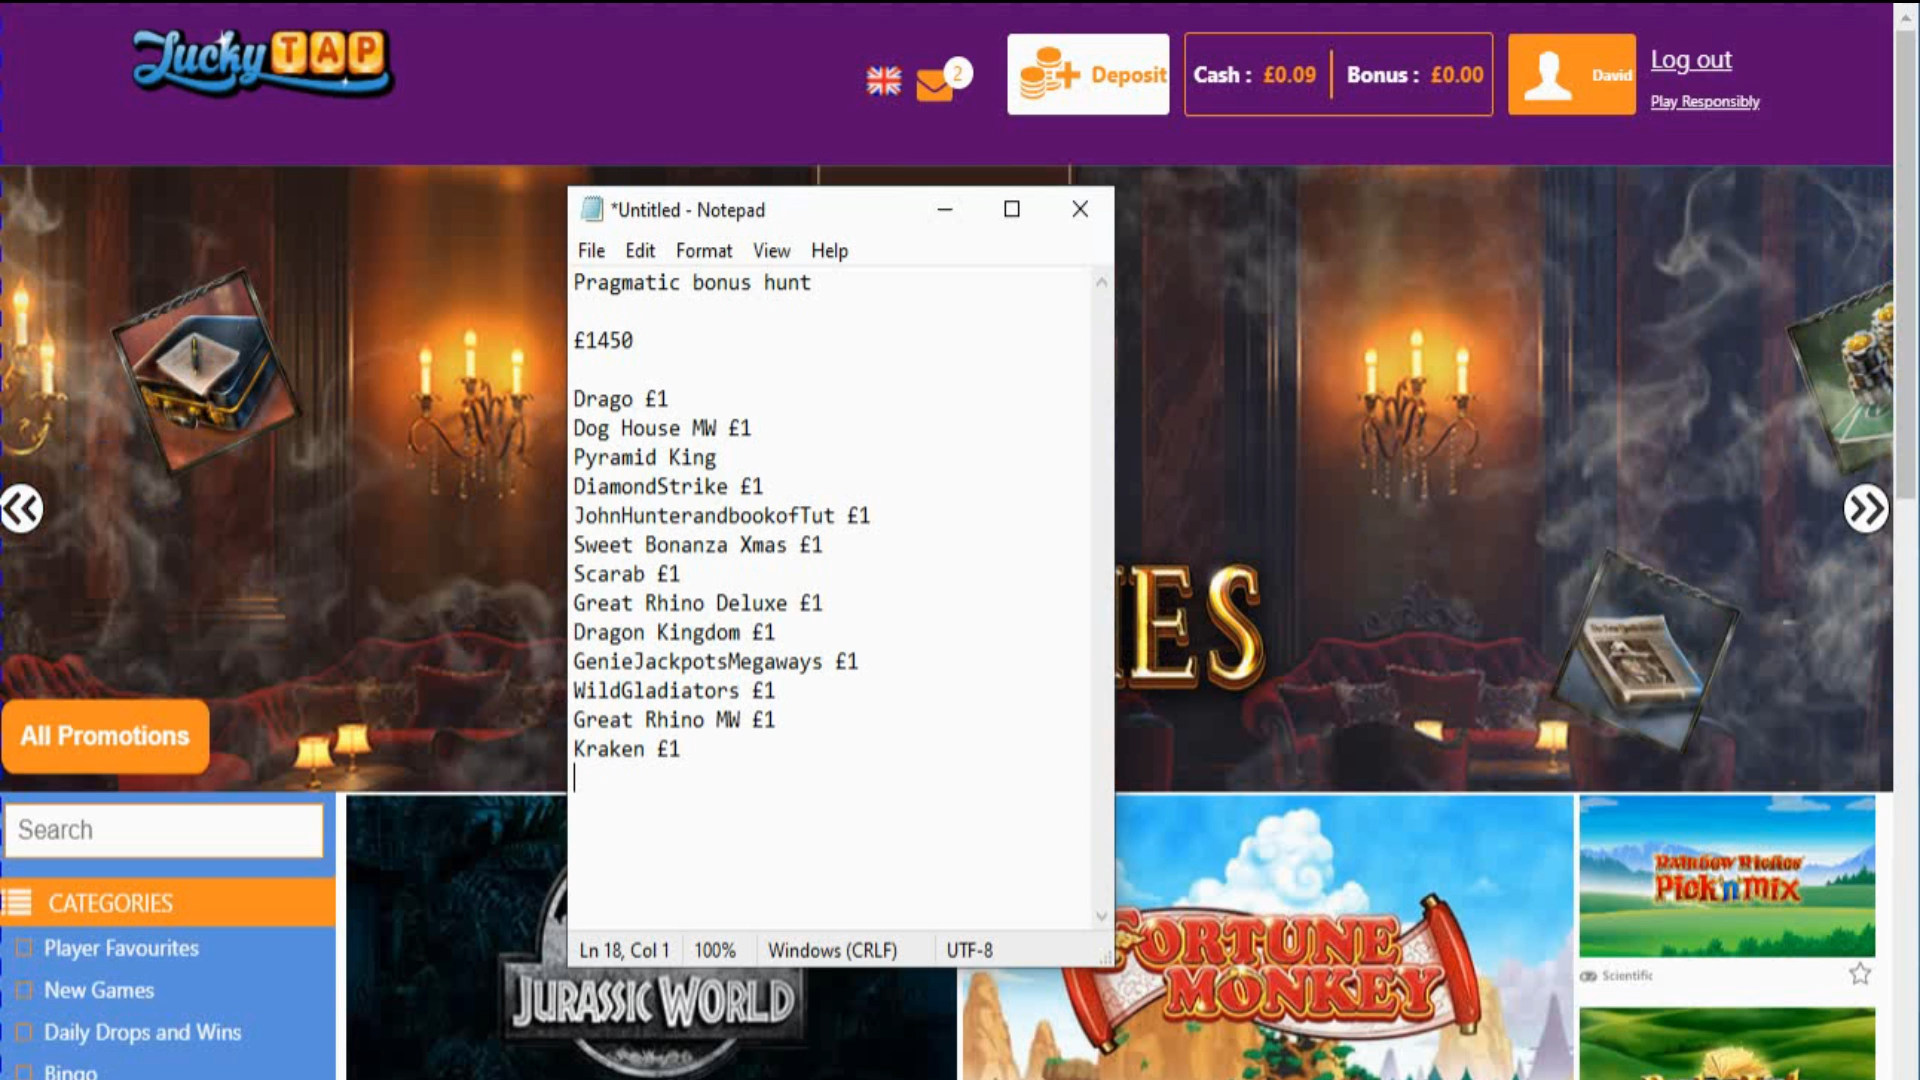 Lucky TAP
2
Deposit
Cash : £0.09
Bonus : £0.00
David
Log out
Play Responsibly
*Untitled - Notepad
File Edit Format View Help
Pragmatic bonus hunt
£1450
Drago £1
Dog House MW £1
Pyramid King
DiamondStrike £1
JohnHunterandbookofTut £1
Sweet Bonanza Xmas £1
Scarab £1
Great Rhino Deluxe £1
Dragon Kingdom £1
GenieJackpotsMegaways £1
WildGladiators £1
Great Rhino MW £1
Kraken £1
Ln 18, Col 1 100% Windows (CRLF) UTF-8
All Promotions
Search
CATEGORIES
Player Favourites
New Games
Daily Drops and Wins
Bingo
JURASSIC WORLD
FORTUNE
MONKEY
Rainbow Riches
Pick'n'Mix
Scientific